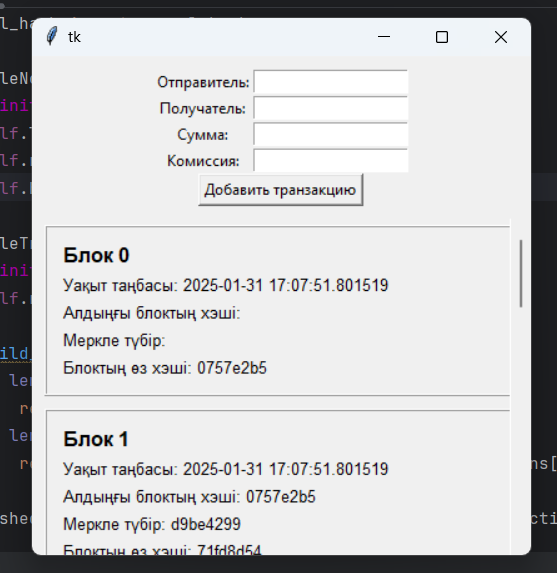 tk
Отправитель:
Получатель:
Сумма:
Комиссия:
Добавить транзакцию
Блок 0
Уақыт таңбасы: 2025-01-31 17:07:51.801519
Алдыңғы блоктың хэші:
Меркле түбір:
Блоктың өз хэші: 0757e2b5
Блок 1
Уақыт таңбасы: 2025-01-31 17:07:51.801519
Алдыңғы блоктың хэші: 0757e2b5
Меркле түбір: d9be4299
Блоктың өз хэші: 71fd8d54